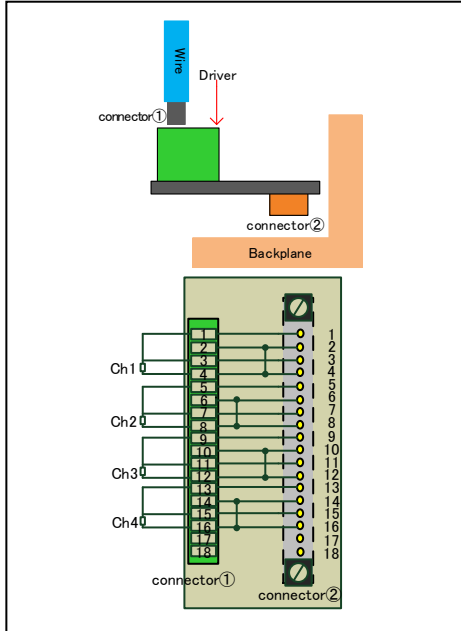 Wire
Driver
connector①
connector②
Backplane
1 1
2 2
3 3
4 4
Ch1
5 5
6 6
7 7
Ch2
8 8
9 9
10 10
11 11
Ch3
12 12
13 13
14 14
15 15
Ch4
16 16
17 17
18 18
connector①
connector②